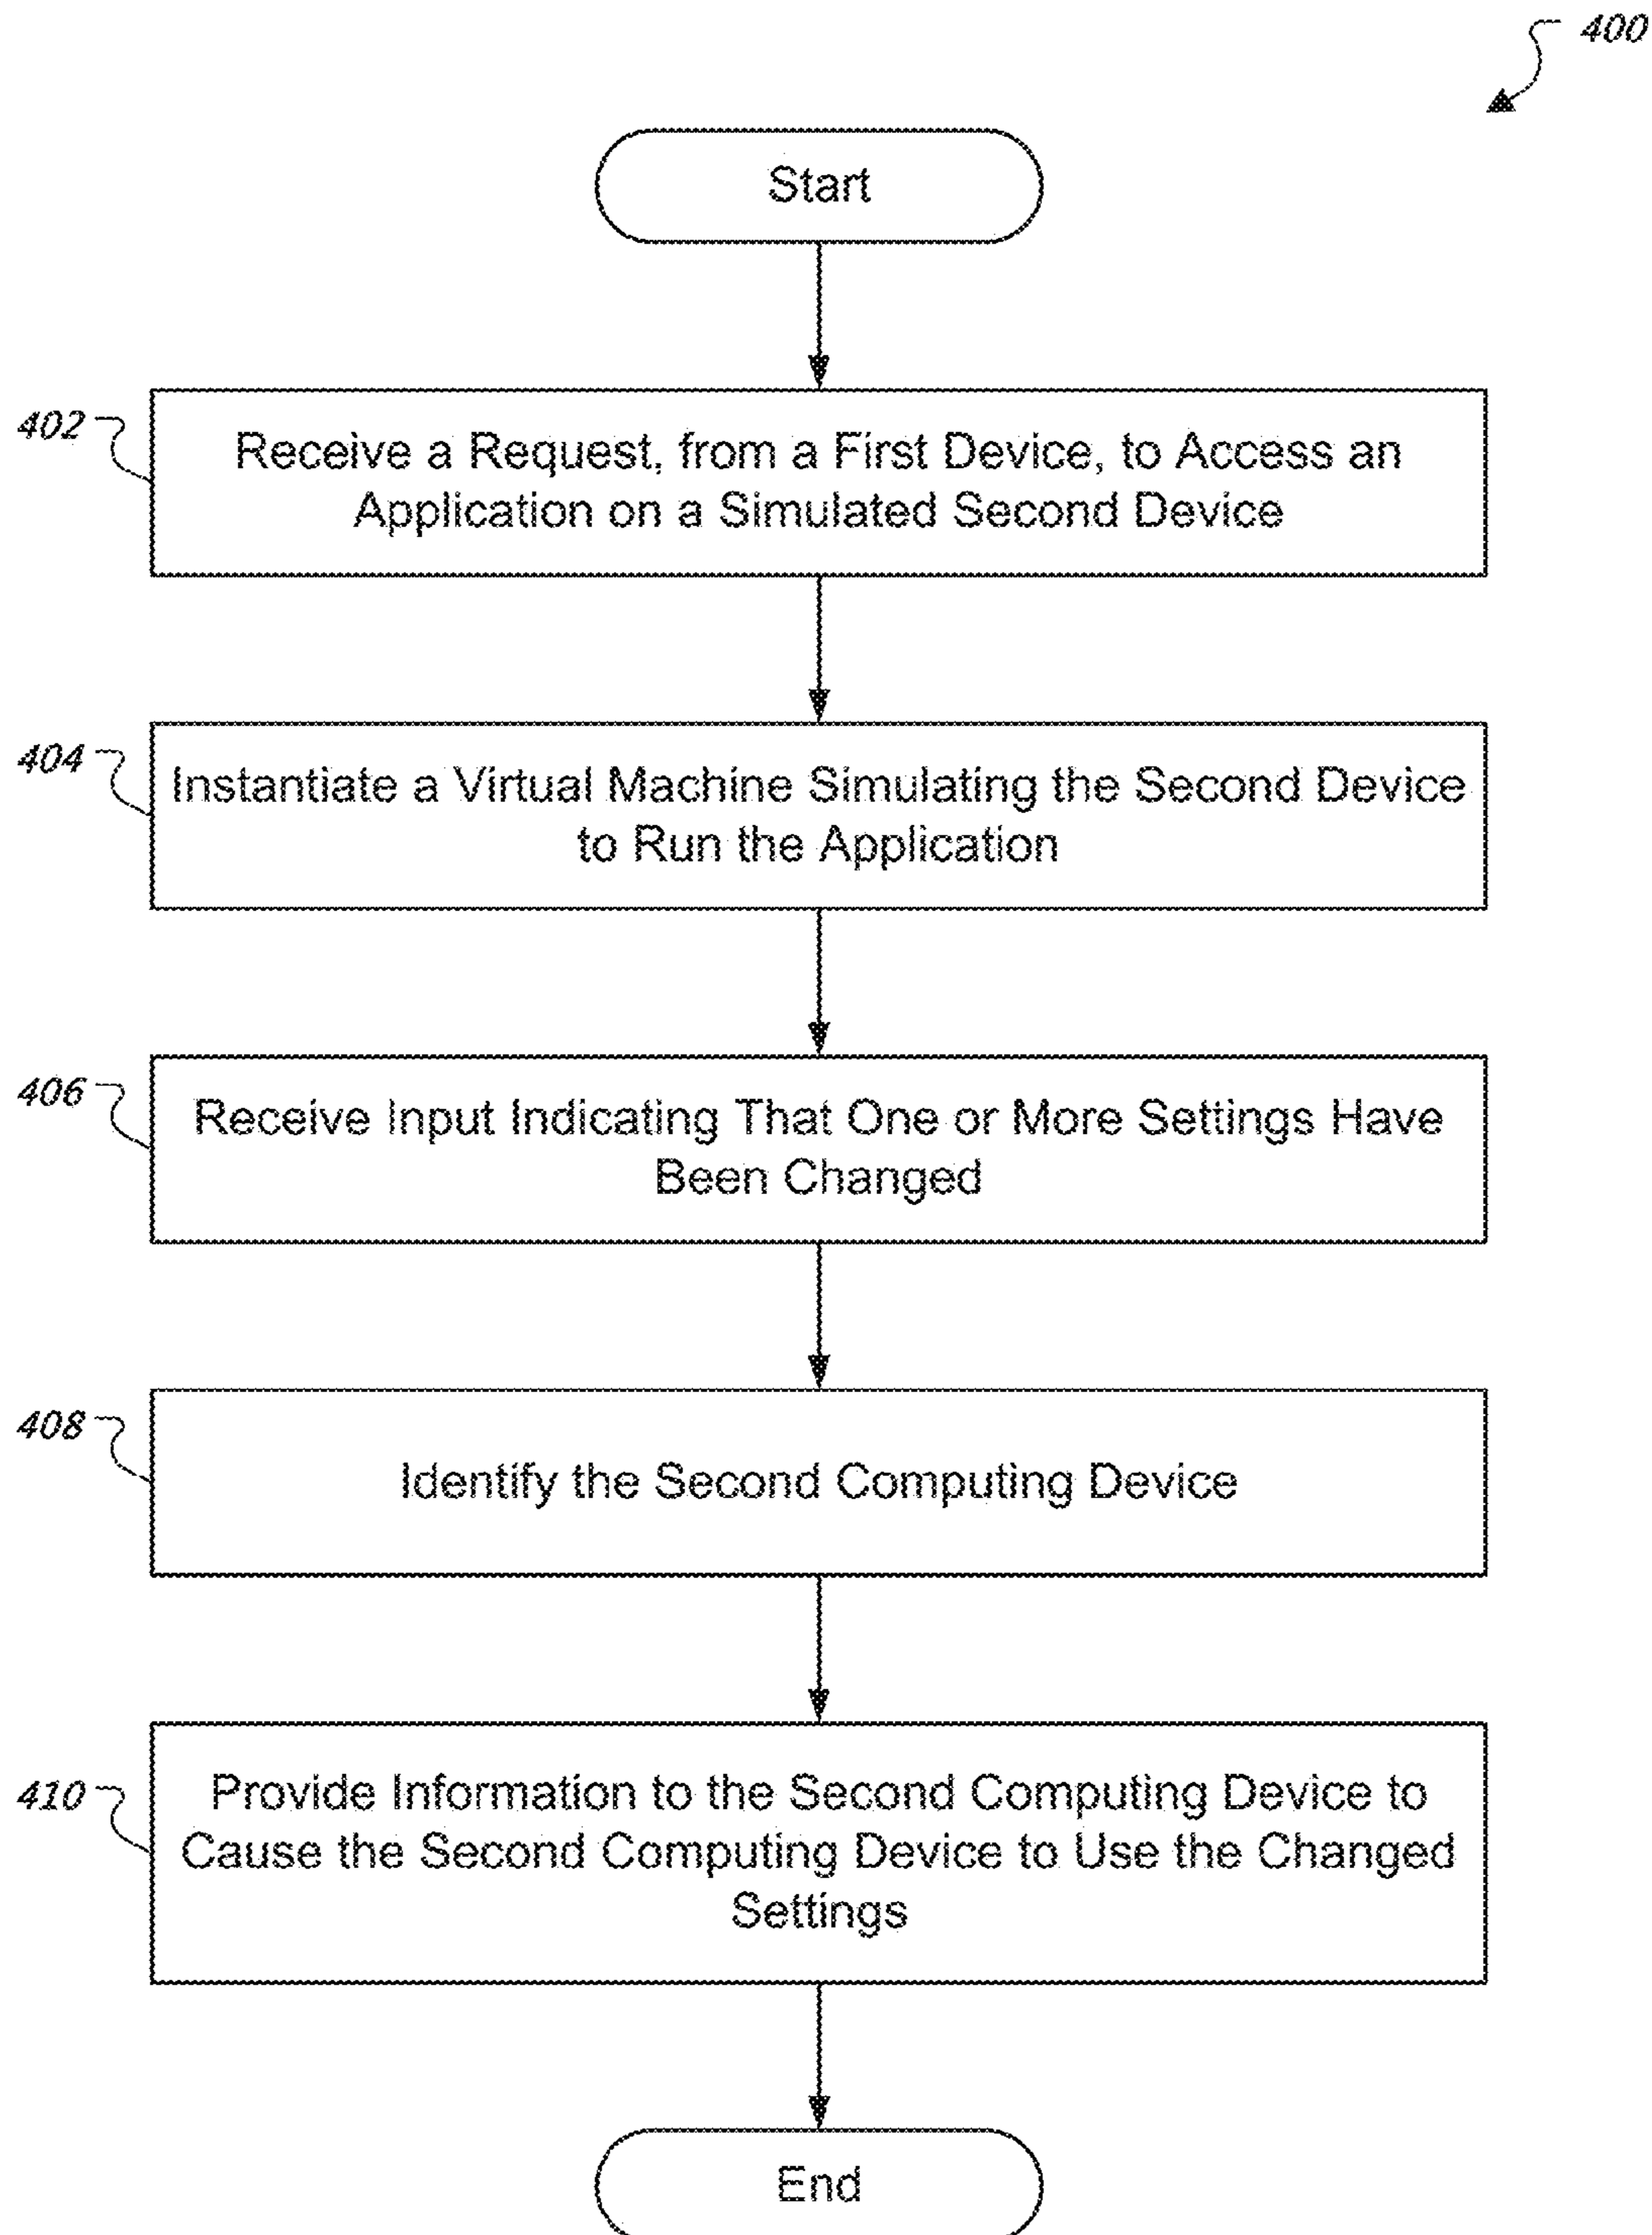 400
Start
402
Receive a Request, from a First Device, to Access an
Application on a Simulated Second Device
404
Instantiate a Virtual Machine Simulating the Second Device
to Run the Application
406
Receive Input Indicating That One or More Settings Have
Been Changed
408
Identify the Second Computing Device
410
Provide Information to the Second Computing Device to
Cause the Second Computing Device to Use the Changed
Settings
End